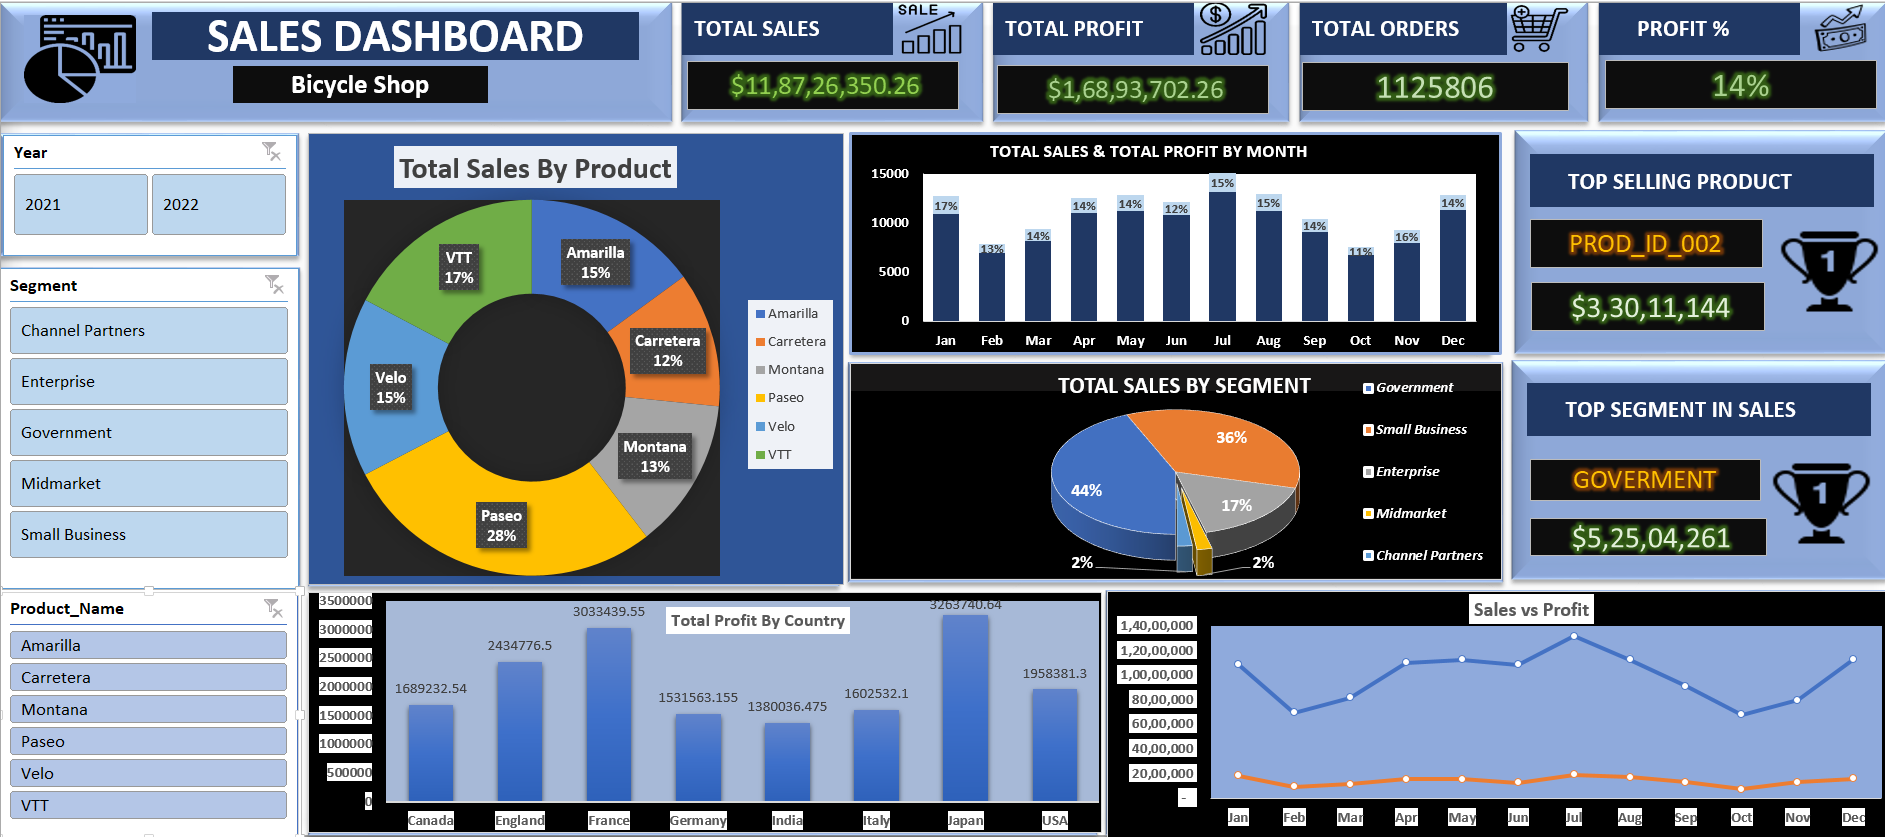 SALES DASHBOARD
Bicycle Shop
SALE
TOTAL SALES
$11,87,26,350.26
TOTAL PROFIT
$1,68,93,702.26
TOTAL ORDERS
1125806
PROFIT %
14%
Year
2021
2022
Segment
Channel Partners
Enterprise
Government
Midmarket
Small Business
Product_Name
Amarilla
Carretera
Montana
Paseo
Velo
VTT
Total Sales By Product
VTT
17%
Amarilla
15%
Carretera
12%
Velo
15%
Montana
13%
Paseo
28%
Amarilla
Carretera
Montana
Paseo
Velo
VTT
TOTAL SALES & TOTAL PROFIT BY MONTH
15000
10000
5000
0
17%
13%
14%
14%
14%
12%
15%
15%
14%
11%
16%
14%
Jan Feb Mar Apr May Jun Jul Aug Sep Oct Nov Dec
TOTAL SALES BY SEGMENT
44%
36%
17%
2%
2%
Government
Small Business
Enterprise
Midmarket
Channel Partners
TOP SELLING PRODUCT
PROD_ID_002
$3,30,11,144
1
TOP SEGMENT IN SALES
GOVERMENT
$5,25,04,261
1
Total Profit By Country
3500000
3000000
2500000
2000000
1500000
1000000
500000
0
1689232.54
2434776.5
3033439.55
1531563.155
1380036.475
1602532.1
3263740.64
1958381.3
Canada England France Germany India Italy Japan USA
Sales vs Profit
1,40,00,000
1,20,00,000
1,00,00,000
80,00,000
60,00,000
40,00,000
20,00,000
-
Jan Feb Mar Apr May Jun Jul Aug Sep Oct Nov Dec